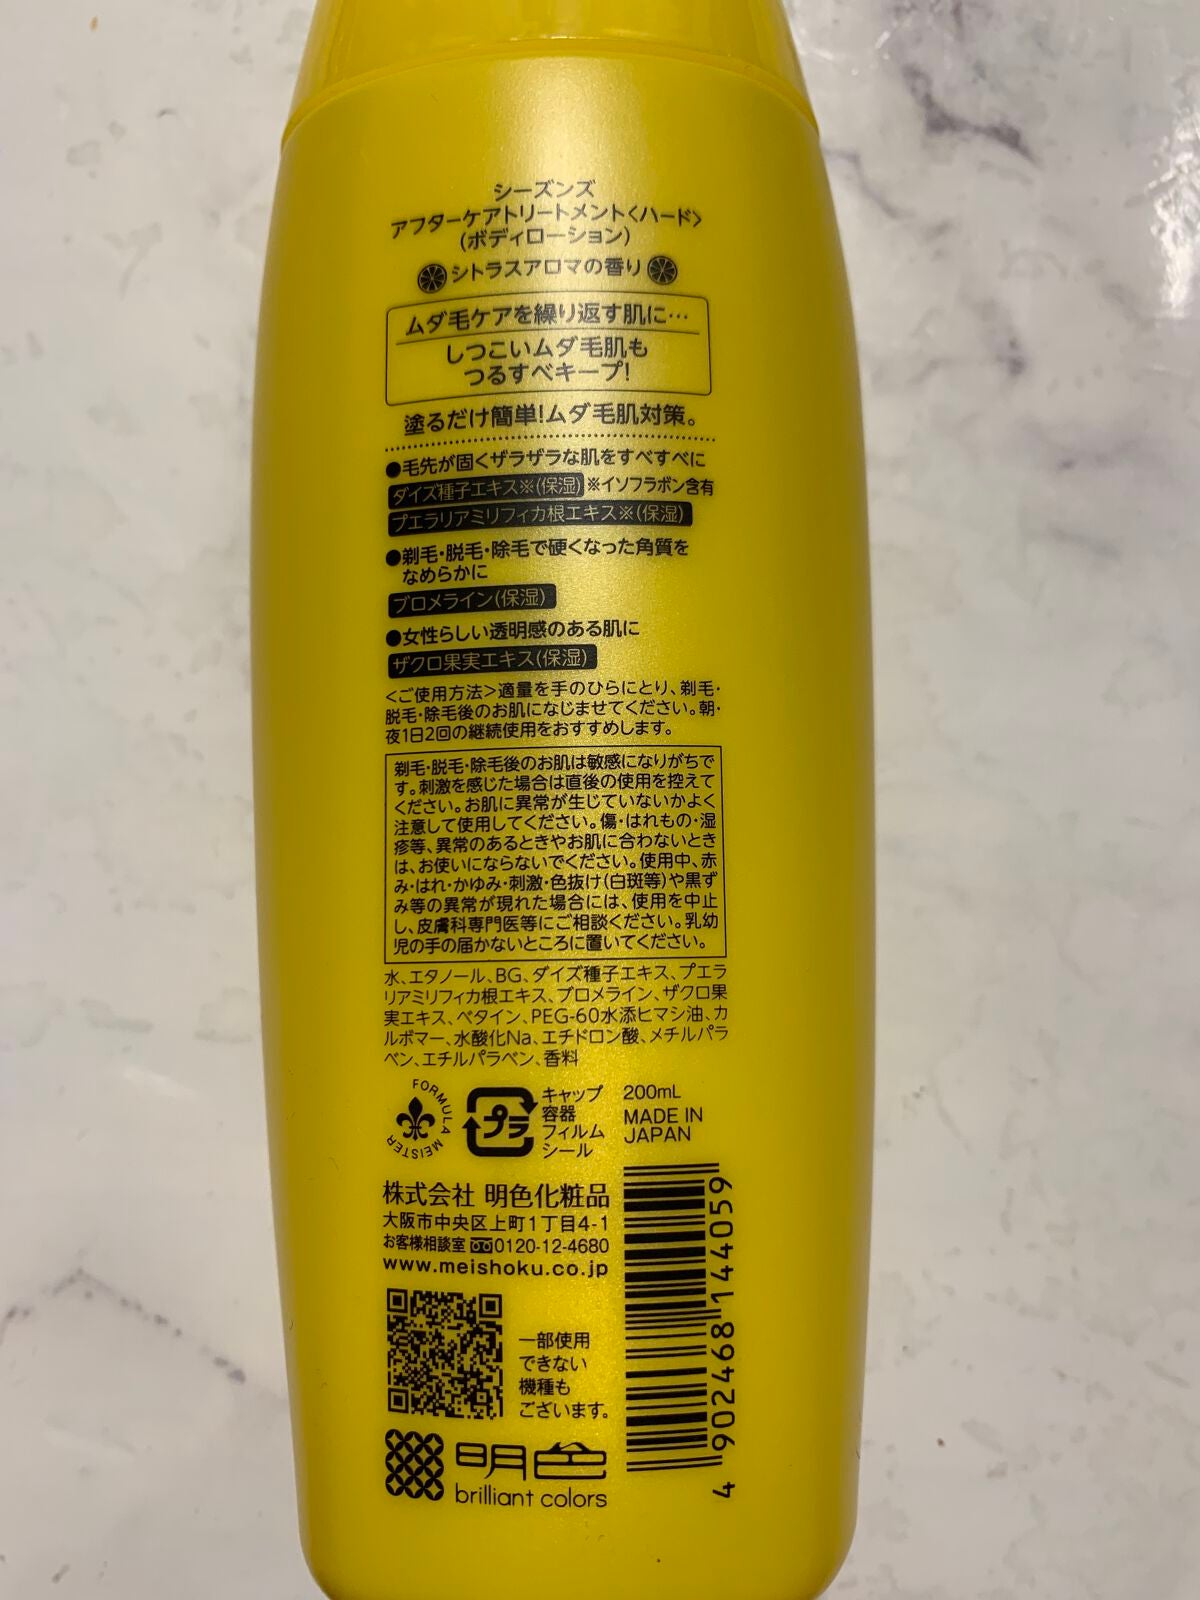 シーズンズ
アフターケアトリートメント〈ハード〉
(ボディローション)
シトラスアロマの香り
ムダ毛ケアを繰り返す肌に…
しつこいムダ毛肌も
つるすべキープ!
塗るだけ簡単!ムダ毛肌対策。
●毛先が固くザラザラな肌をすべすべに
ダイズ種子エキス※(保湿) ※イソフラボン含有
プエラリアミリフィカ根エキス※(保湿)
●剃毛・脱毛・除毛で硬くなった角質を
なめらかに
ブロメライン(保湿)
●女性らしい透明感のある肌に
ザクロ果実エキス(保湿)
<ご使用方法>適量を手のひらにとり、剃毛・
脱毛・除毛後のお肌になじませてください。朝・
夜1日2回の継続使用をおすすめします。
剃毛・脱毛・除毛後のお肌は敏感になりがちで
す。刺激を感じた場合は直後の使用を控えて
ください。お肌に異常が生じていないかよく
注意して使用してください。傷・はれもの・湿
疹等、異常のあるときやお肌に合わないとき
は、お使いにならないでください。使用中、赤
み・はれ・かゆみ・刺激・色抜け(白斑等)や黒ず
み等の異常が現れた場合には、使用を中止
し、皮膚科専門医等にご相談ください。乳幼
児の手の届かないところに置いてください。
水、エタノール、BG、ダイズ種子エキス、プエラ
リアミリフィカ根エキス、ブロメライン、ザクロ果
実エキス、ベタイン、PEG-60水添ヒマシ油、カ
ルボマー、水酸化Na、エチドロン酸、メチルパラ
ベン、エチルパラベン、香料
FORMULA MEISTER
プラ
キャップ
容器
フィルム
シール
200mL
MADE IN
JAPAN
株式会社 明色化粧品
大阪市中央区上町1丁目4-1
お客様相談室 0120-12-4680
www.meishoku.co.jp
一部使用
できない
機種も
ございます。
明色
brilliant colors
4 902468 144059